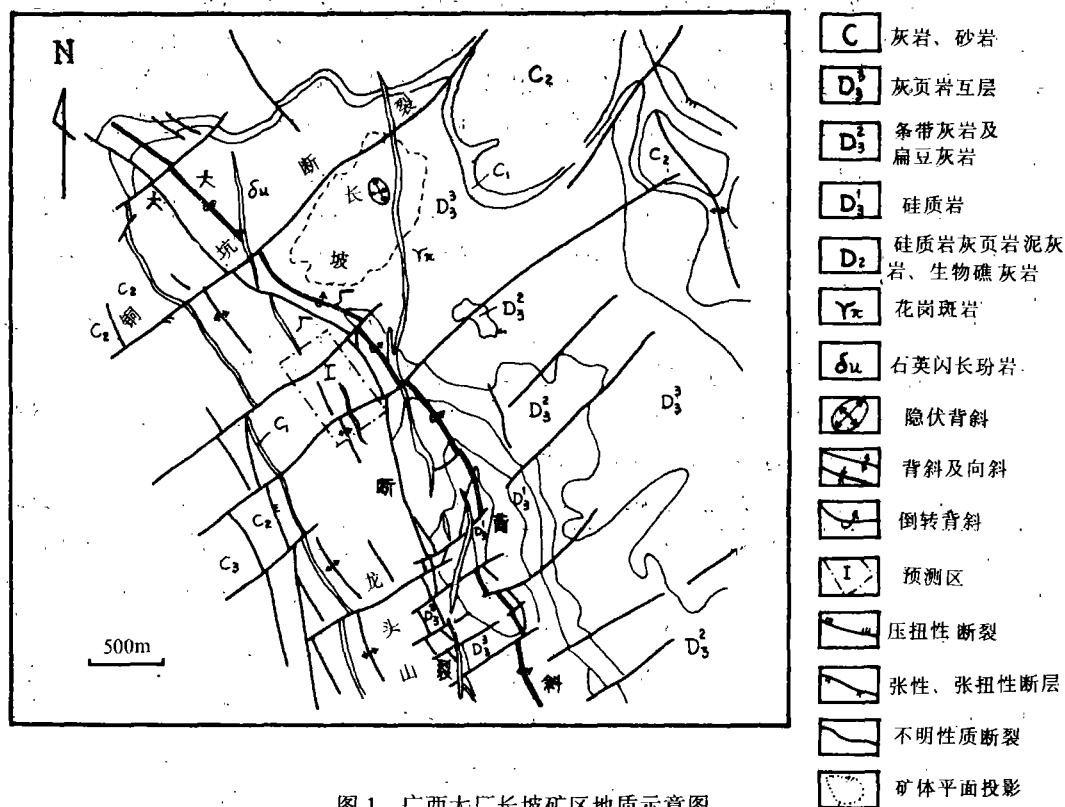 N
C₂
裂
断
长
坡
大
大
δu
坑
D₃³
γπ
C₁
C₂
C₂
铜
C₂
厂
厂
D₃²
I
D₃²
D₃³
C₁
断
D₃¹
背
D₃¹
C₂
C₃
龙
头
山
裂
D₃²
D₃³
斜
D₃²
500m
C 灰岩、砂岩
D₃³ 灰页岩互层
D₃² 条带灰岩及
扁豆灰岩
D₃¹ 硅质岩
D₂ 硅质岩灰页岩泥灰
岩、生物礁灰岩
γπ 花岗斑岩
δu 石英闪长玢岩
隐伏背斜
背斜及向斜
倒转背斜
I 预测区
压扭性断裂
张性、张扭性断层
不明性质断裂
矿体平面投影
图1 广西大厂长坡矿区地质示意图